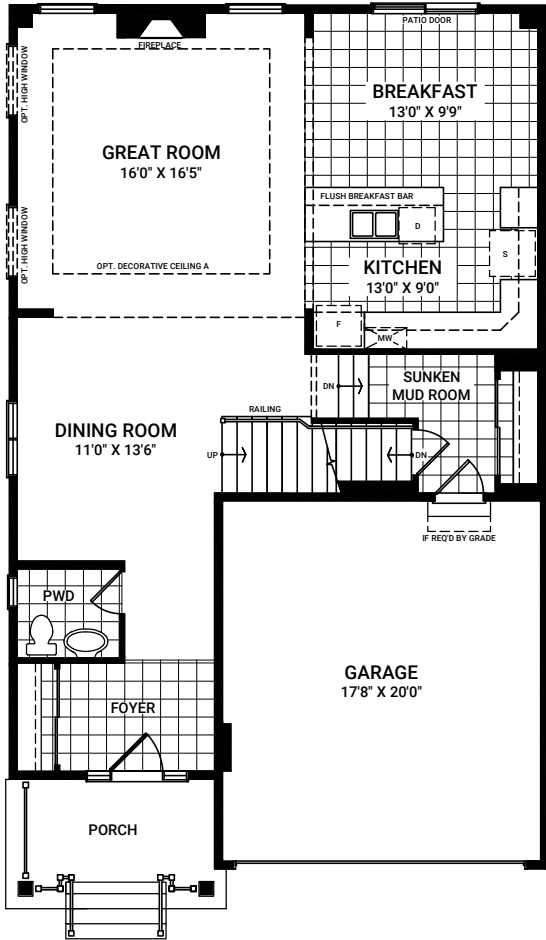 PATIO DOOR
FIREPLACE
OPT. HIGH WINDOW
BREAKFAST
13'0" X 9'9"
GREAT ROOM
16'0" X 16'5"
FLUSH BREAKFAST BAR
D
OPT. HIGH WINDOW
S
OPT. DECORATIVE CEILING A
KITCHEN
13'0" X 9'0"
F
MW
DN
SUNKEN
MUD ROOM
RAILING
DINING ROOM
11'0" X 13'6"
UP
DN
IF REQ'D BY GRADE
PWD
GARAGE
17'8" X 20'0"
FOYER
PORCH